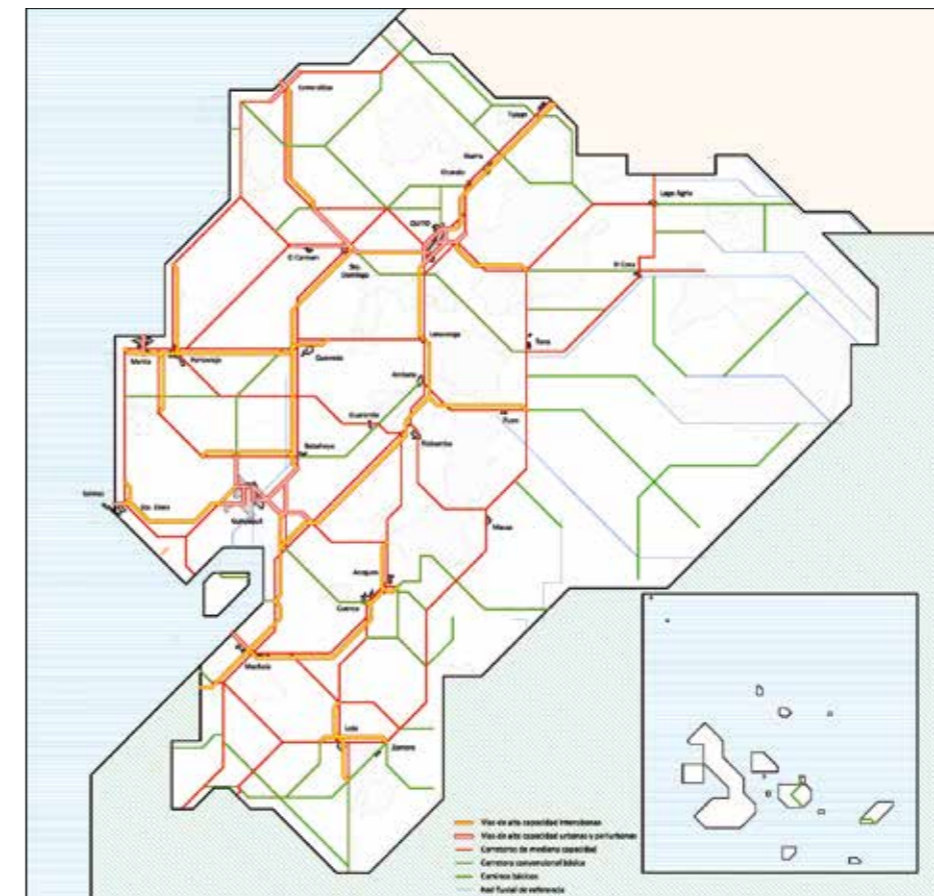 Esmeraldas
Tulcán
Ibarra
Otavalo
Lago Agrio
QUITO
El Carmen
Sto.
Domingo
El Coca
Latacunga
Tena
Manta
Portoviejo
Quevedo
Ambato
Guaranda
Puyo
Babahoyo
Riobamba
Salinas
Sta. Elena
Guayaquil
Macas
Azogues
Cuenca
Machala
Loja
Zamora
Vías de alta capacidad interurbanas
Vías de alta capacidad urbanas y periurbanas
Carreteras de mediana capacidad
Carretera convencional básica
Caminos básicos
Red fluvial de referencia